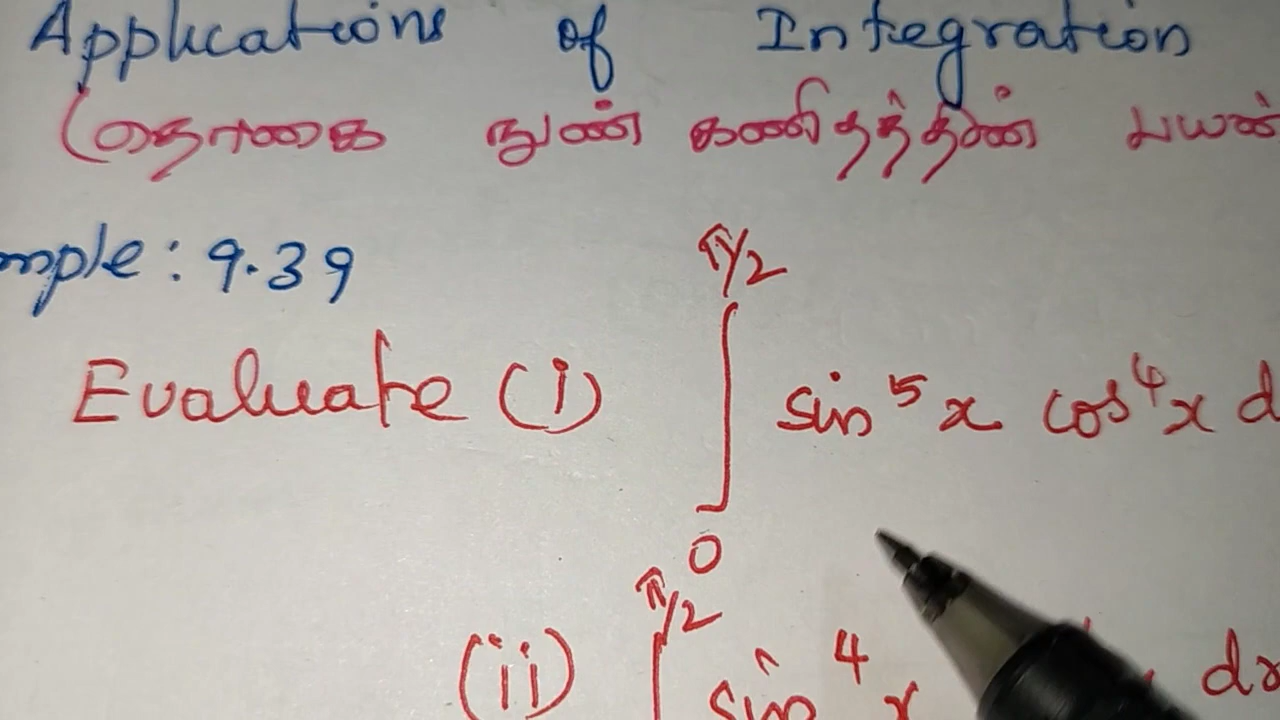 Applications of Integration
(தொகை நுண் கணிதத்தின் பயன்
mple: 9.39
Evaluate (i) ∫₀^π/2 sin⁵x cos⁴x d
(ii) ∫^π/2 sin⁴x dx